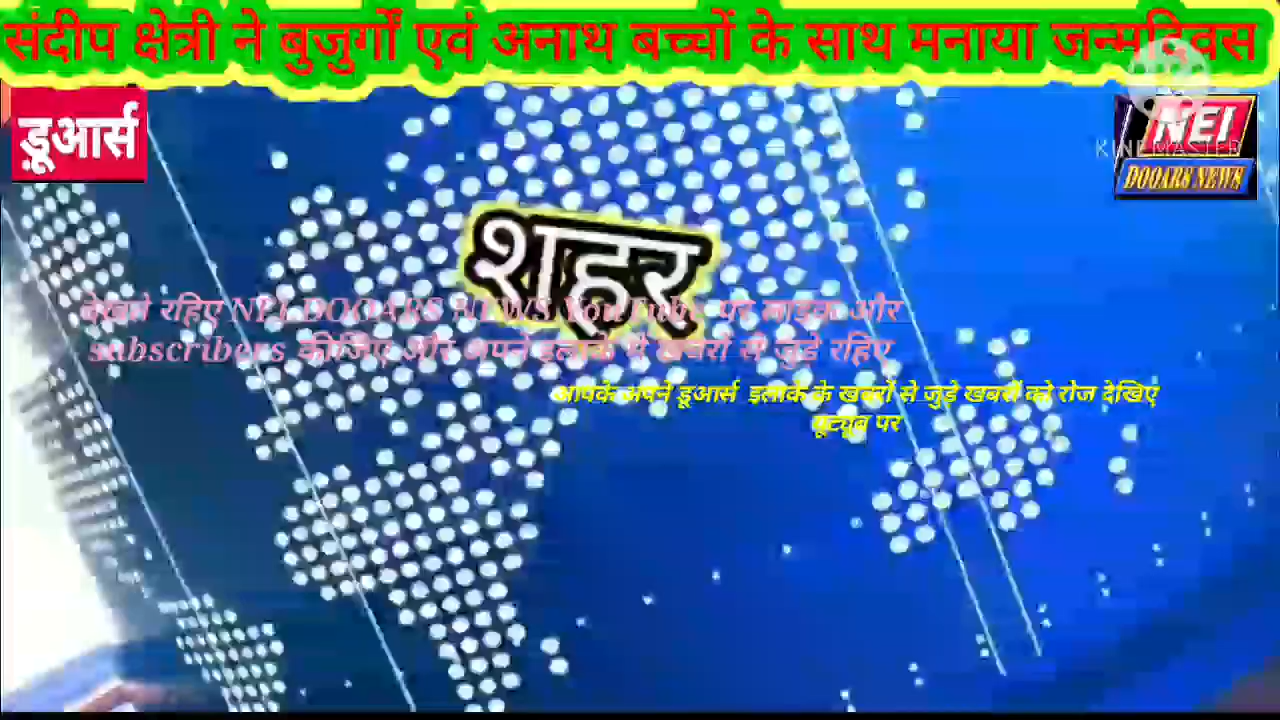 संदीप क्षेत्री ने बुजुर्गों एवं अनाथ बच्चों के साथ मनाया जन्मदिवस
डूआर्स
NEI
KINEMASTER
DOOARS NEWS
शहर
देखते रहिए NEI DOOARS NEWS YouTube पर लाइक और
subscribers कीजिए और अपने इलाके से खबरों से जुडे रहिए
आपके अपने डूआर्स इलाके के खबरों से जुडे खबरों को रोज देखिए
यूट्यूब पर